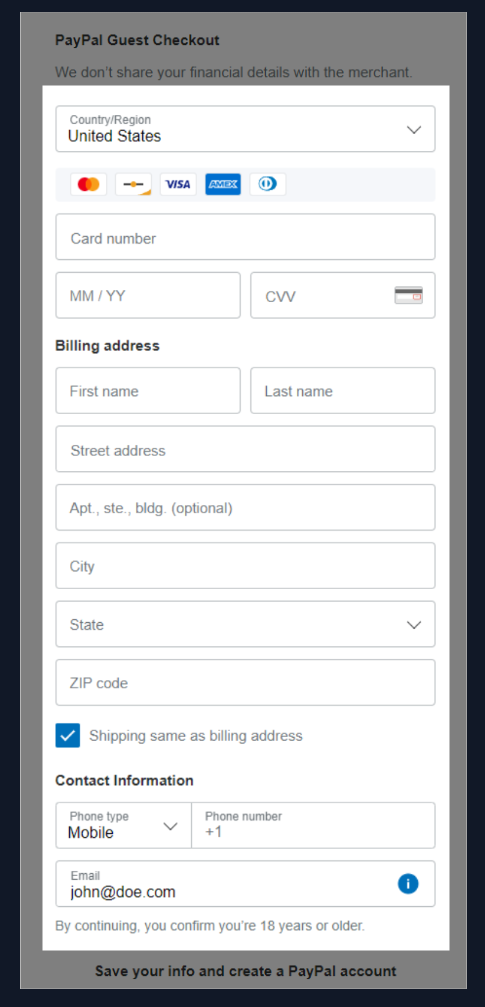 PayPal Guest Checkout
We don't share your financial details with the merchant.
Country/Region
United States
VISA AMEX
Card number
MM / YY CVV
Billing address
First name Last name
Street address
Apt., ste., bldg. (optional)
City
State
ZIP code
Shipping same as billing address
Contact Information
Phone type Phone number
Mobile +1
Email
john@doe.com
By continuing, you confirm you're 18 years or older.
Save your info and create a PayPal account